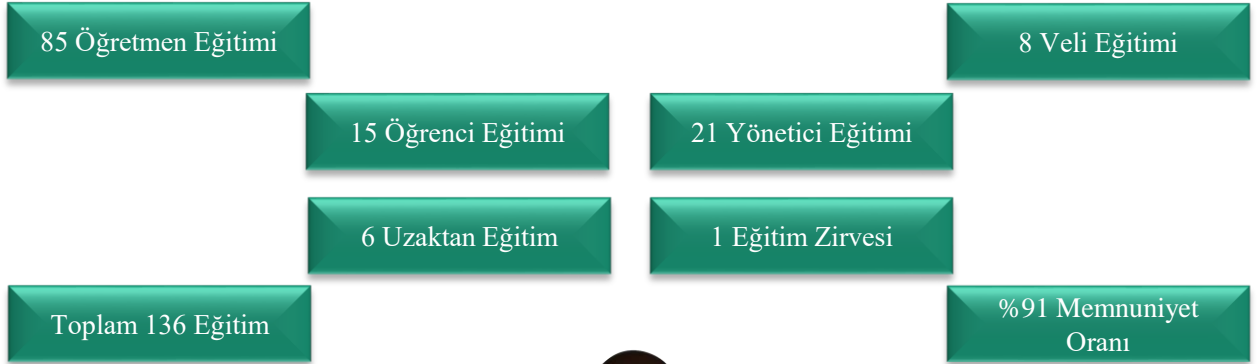 85 Öğretmen Eğitimi
8 Veli Eğitimi
15 Öğrenci Eğitimi
21 Yönetici Eğitimi
6 Uzaktan Eğitim
1 Eğitim Zirvesi
Toplam 136 Eğitim
%91 Memnuniyet
Oranı